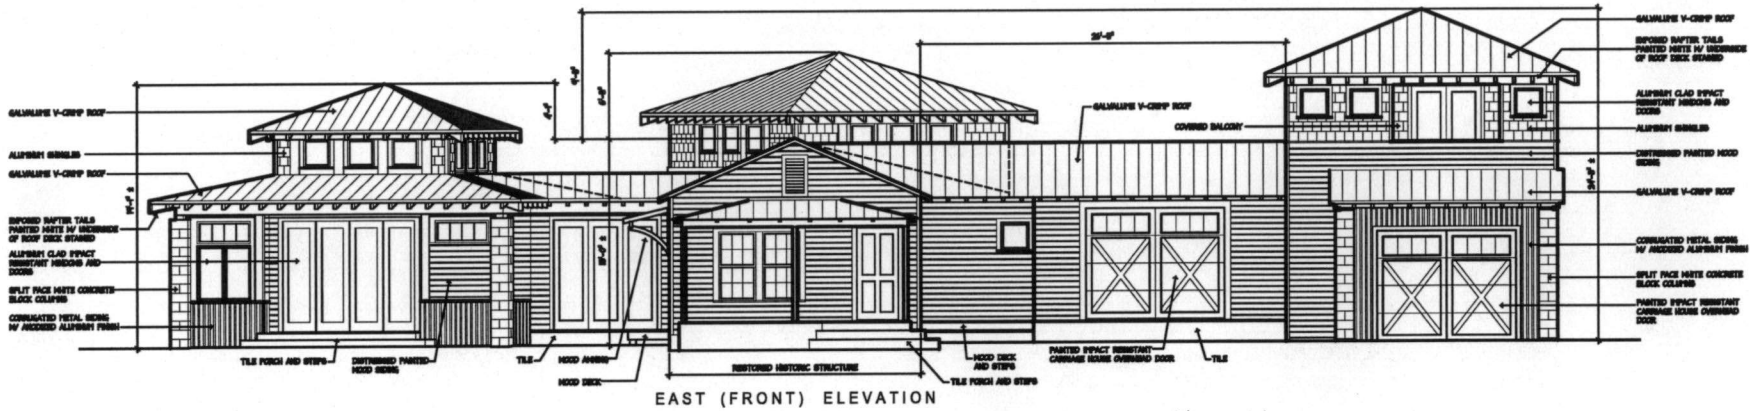 GALVALUME V-CRIMP ROOF
ALUMINUM SHINGLES
GALVALUME V-CRIMP ROOF
EXPOSED RAFTER TAILS
PAINTED WHITE W/ UNDERSIDE
OF ROOF DECK STAINED
ALUMINUM CLAD IMPACT
RESISTANT WINDOWS AND
DOORS
SPLIT FACE WHITE CONCRETE
BLOCK COLUMNS
CORRUGATED METAL SIDING
W/ ANODIZED ALUMINUM FINISH
TILE PORCH AND STEPS
DISTRESSED PAINTED
WOOD SIDING
TILE
WOOD AWNING
WOOD DECK
RESTORED HISTORIC STRUCTURE
WOOD DECK
AND STEPS
TILE PORCH AND STEPS
PAINTED IMPACT RESISTANT
CARRIAGE HOUSE OVERHEAD DOOR
TILE
GALVALUME V-CRIMP ROOF
COVERED BALCONY
GALVALUME V-CRIMP ROOF
EXPOSED RAFTER TAILS
PAINTED WHITE W/ UNDERSIDE
OF ROOF DECK STAINED
ALUMINUM CLAD IMPACT
RESISTANT WINDOWS AND
DOORS
ALUMINUM SHINGLES
DISTRESSED PAINTED WOOD
SIDING
GALVALUME V-CRIMP ROOF
CORRUGATED METAL SIDING
W/ ANODIZED ALUMINUM FINISH
SPLIT FACE WHITE CONCRETE
BLOCK COLUMNS
PAINTED IMPACT RESISTANT
CARRIAGE HOUSE OVERHEAD
DOOR
EAST (FRONT) ELEVATION